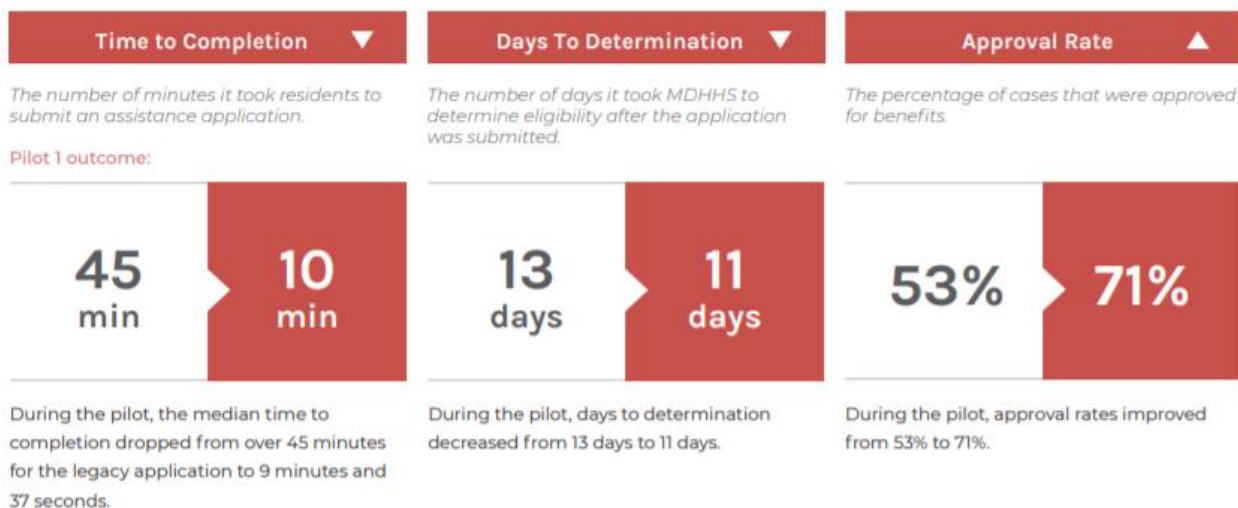 Time to Completion
The number of minutes it took residents to
submit an assistance application.
Pilot 1 outcome:
45
min
10
min
During the pilot, the median time to
completion dropped from over 45 minutes
for the legacy application to 9 minutes and
37 seconds.
Days To Determination
The number of days it took MDHHS to
determine eligibility after the application
was submitted.
13
days
11
days
During the pilot, days to determination
decreased from 13 days to 11 days.
Approval Rate
The percentage of cases that were approved
for benefits.
53%
71%
During the pilot, approval rates improved
from 53% to 71%.